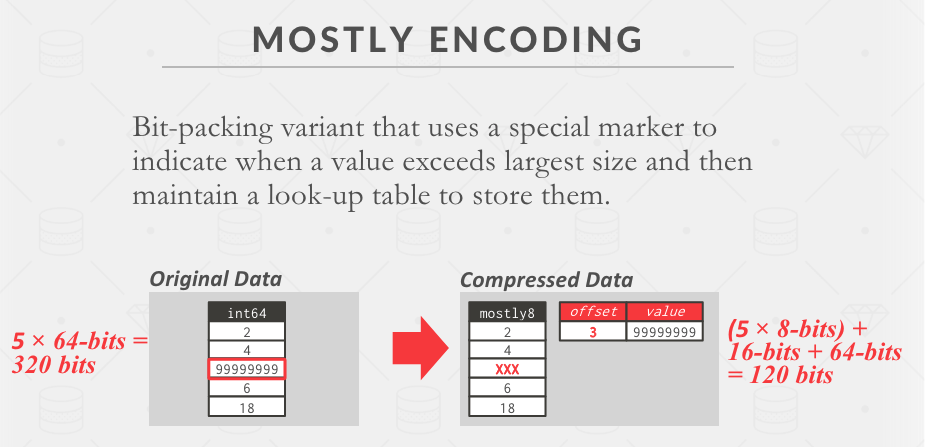 MOSTLY ENCODING
Bit-packing variant that uses a special marker to
indicate when a value exceeds largest size and then
maintain a look-up table to store them.
Original Data
5 × 64-bits =
320 bits
int64
2
4
99999999
6
18
Compressed Data
mostly8
2
4
XXX
6
18
offset value
3 99999999
(5 × 8-bits) +
16-bits + 64-bits
= 120 bits